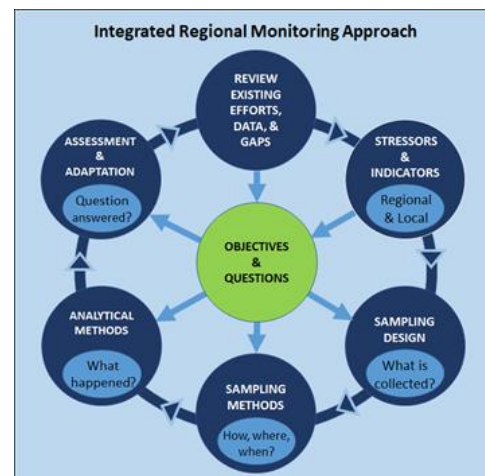 Integrated Regional Monitoring Approach
REVIEW
EXISTING
EFFORTS,
DATA, &
GAPS
STRESSORS
&
INDICATORS
Regional
& Local
SAMPLING
DESIGN
What is
collected?
SAMPLING
METHODS
How, where,
when?
ANALYTICAL
METHODS
What
happened?
ASSESSMENT
&
ADAPTATION
Question
answered?
OBJECTIVES
&
QUESTIONS